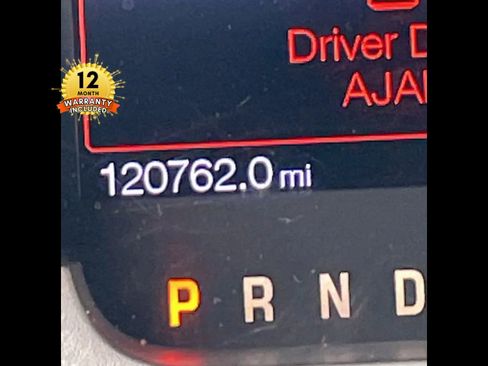 Driver D
AJA
12
MONTH
WARRANTY
INCLUDED
120762.0 mi
P R N D